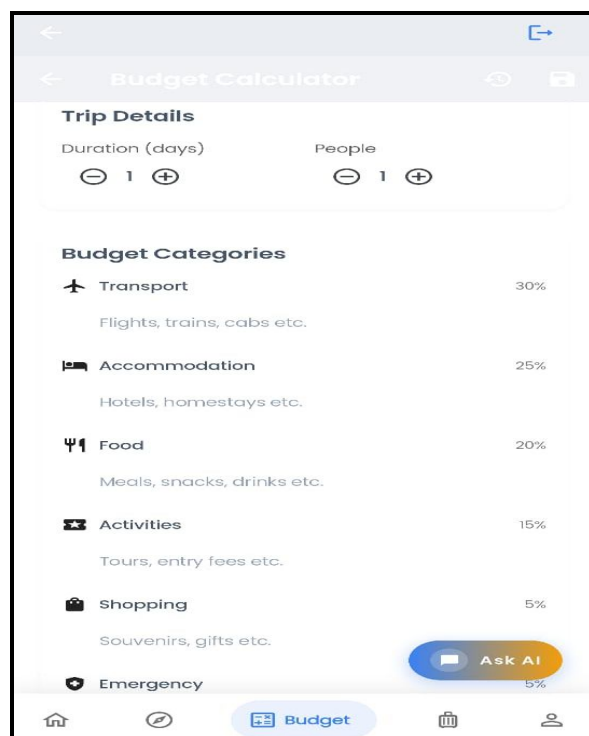 Budget Calculator
Trip Details
Duration (days) People
1 1
Budget Categories
Transport 30%
Flights, trains, cabs etc.
Accommodation 25%
Hotels, homestays etc.
Food 20%
Meals, snacks, drinks etc.
Activities 15%
Tours, entry fees etc.
Shopping 5%
Souvenirs, gifts etc.
Ask AI
Emergency 5%
Budget